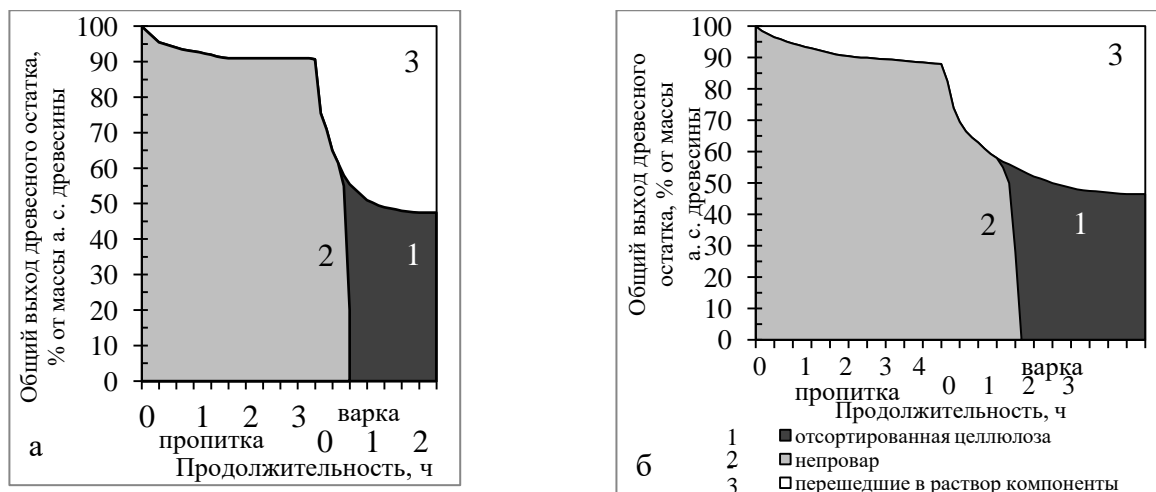 Общий выход древесного остатка,
% от массы а. с. древесины
100
90
80
70
60
50
40
30
20
10
0
3
2
1
0 1 2 3 варка
пропитка 0 1 2
Продолжительность, ч
а
Общий выход древесного
остатка, % от массы
а. с. древесины
100
90
80
70
60
50
40
30
20
10
0
3
2
1
0 1 2 3 4 варка
пропитка 0 1 2 3
Продолжительность, ч
б
1 отсортированная целлюлоза
2 непровар
3 перешедшие в раствор компоненты